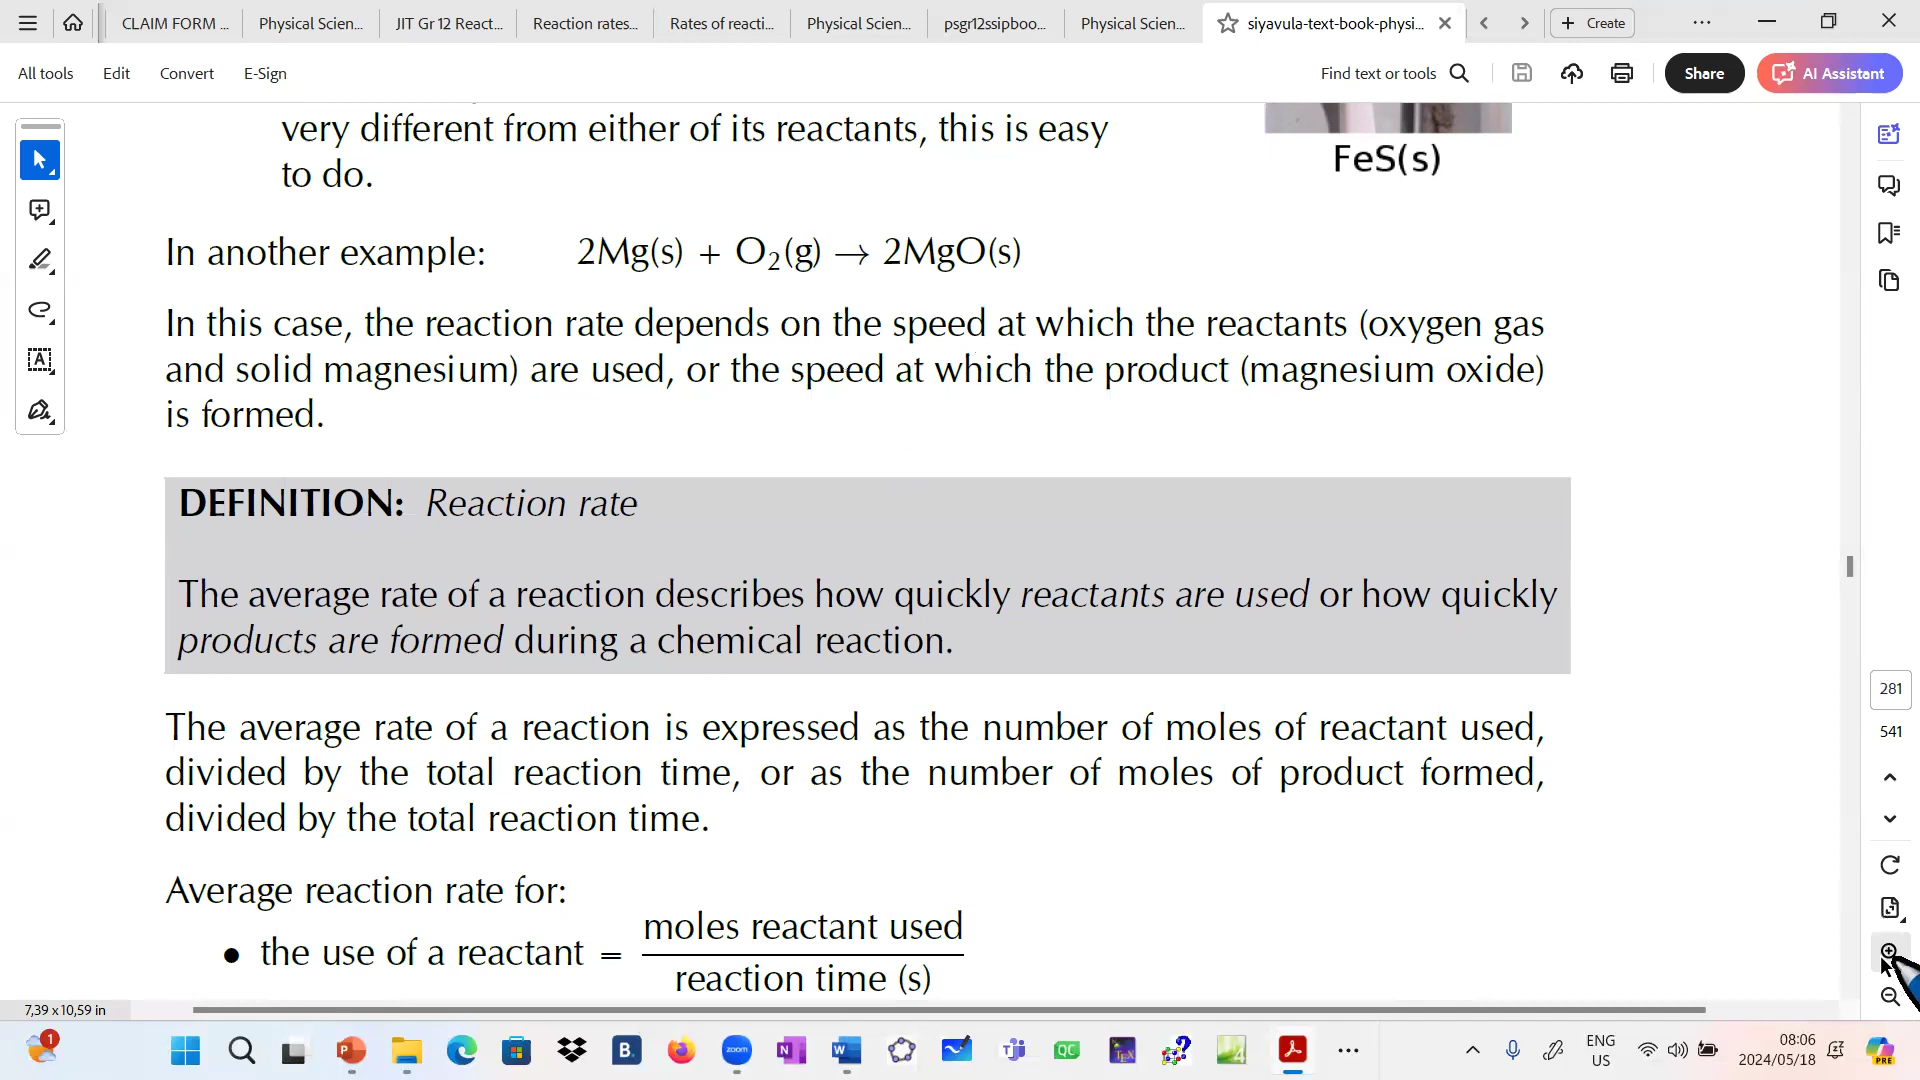 CLAIM FORM ...
Physical Scien...
JIT Gr 12 React...
Reaction rates...
Rates of reacti...
Physical Scien...
psgr12ssipboo...
Physical Scien...
siyavula-text-book-physi...
Create
All tools
Edit
Convert
E-Sign
Find text or tools
Share
AI Assistant
very different from either of its reactants, this is easy
to do.
FeS(s)
In another example: 2Mg(s) + O₂(g) → 2MgO(s)
In this case, the reaction rate depends on the speed at which the reactants (oxygen gas
and solid magnesium) are used, or the speed at which the product (magnesium oxide)
is formed.
DEFINITION: Reaction rate
The average rate of a reaction describes how quickly reactants are used or how quickly
products are formed during a chemical reaction.
The average rate of a reaction is expressed as the number of moles of reactant used,
divided by the total reaction time, or as the number of moles of product formed,
divided by the total reaction time.
Average reaction rate for:
• the use of a reactant = moles reactant used
reaction time (s)
281
541
7,39 x 10,59 in
1
zoom
ENG
US
08:06
2024/05/18
PRE